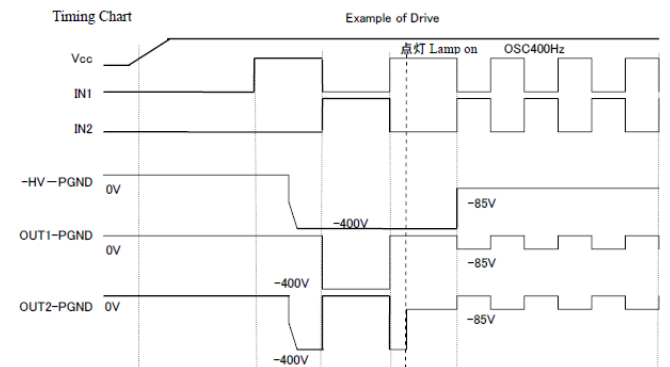 Timing Chart
Example of Drive
点灯 Lamp on
OSC400Hz
Vcc
IN1
IN2
-HV-PGND
0V
-400V
-85V
OUT1-PGND
0V
-400V
-85V
OUT2-PGND
0V
-400V
-85V